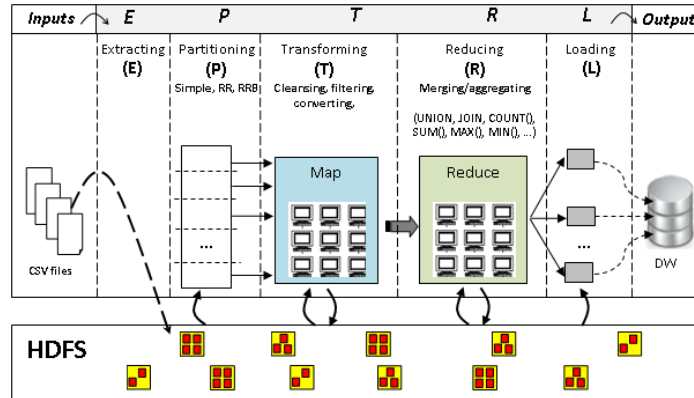 Inputs E P T R L Output
Extracting
(E)
Partitioning
(P)
Simple, RR, RRB
Transforming
(T)
Cleansing, filtering,
converting,
Reducing
(R)
Merging/aggregating
(UNION, JOIN, COUNT(),
SUM(), MAX(), MIN(), ...)
Loading
(L)
Map
Reduce
...
...
CSV files
DW
HDFS